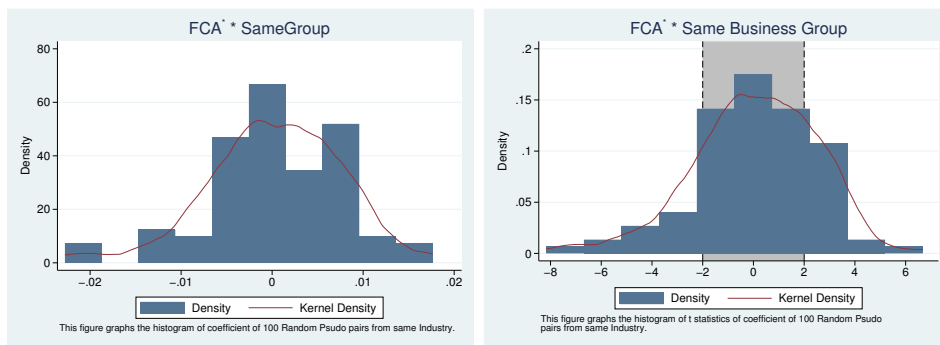 FCA* * SameGroup
80
60
40
20
0
Density
−.02
−.01
0
.01
.02
Density
Kernel Density
This figure graphs the histogram of coefficient of 100 Random Psudo pairs from same Industry.
FCA* * Same Business Group
.2
.15
.1
.05
0
Density
−8
−6
−4
−2
0
2
4
6
Density
Kernel Density
This figure graphs the histogram of t statistics of coefficient of 100 Random Psudo
pairs from same Industry.